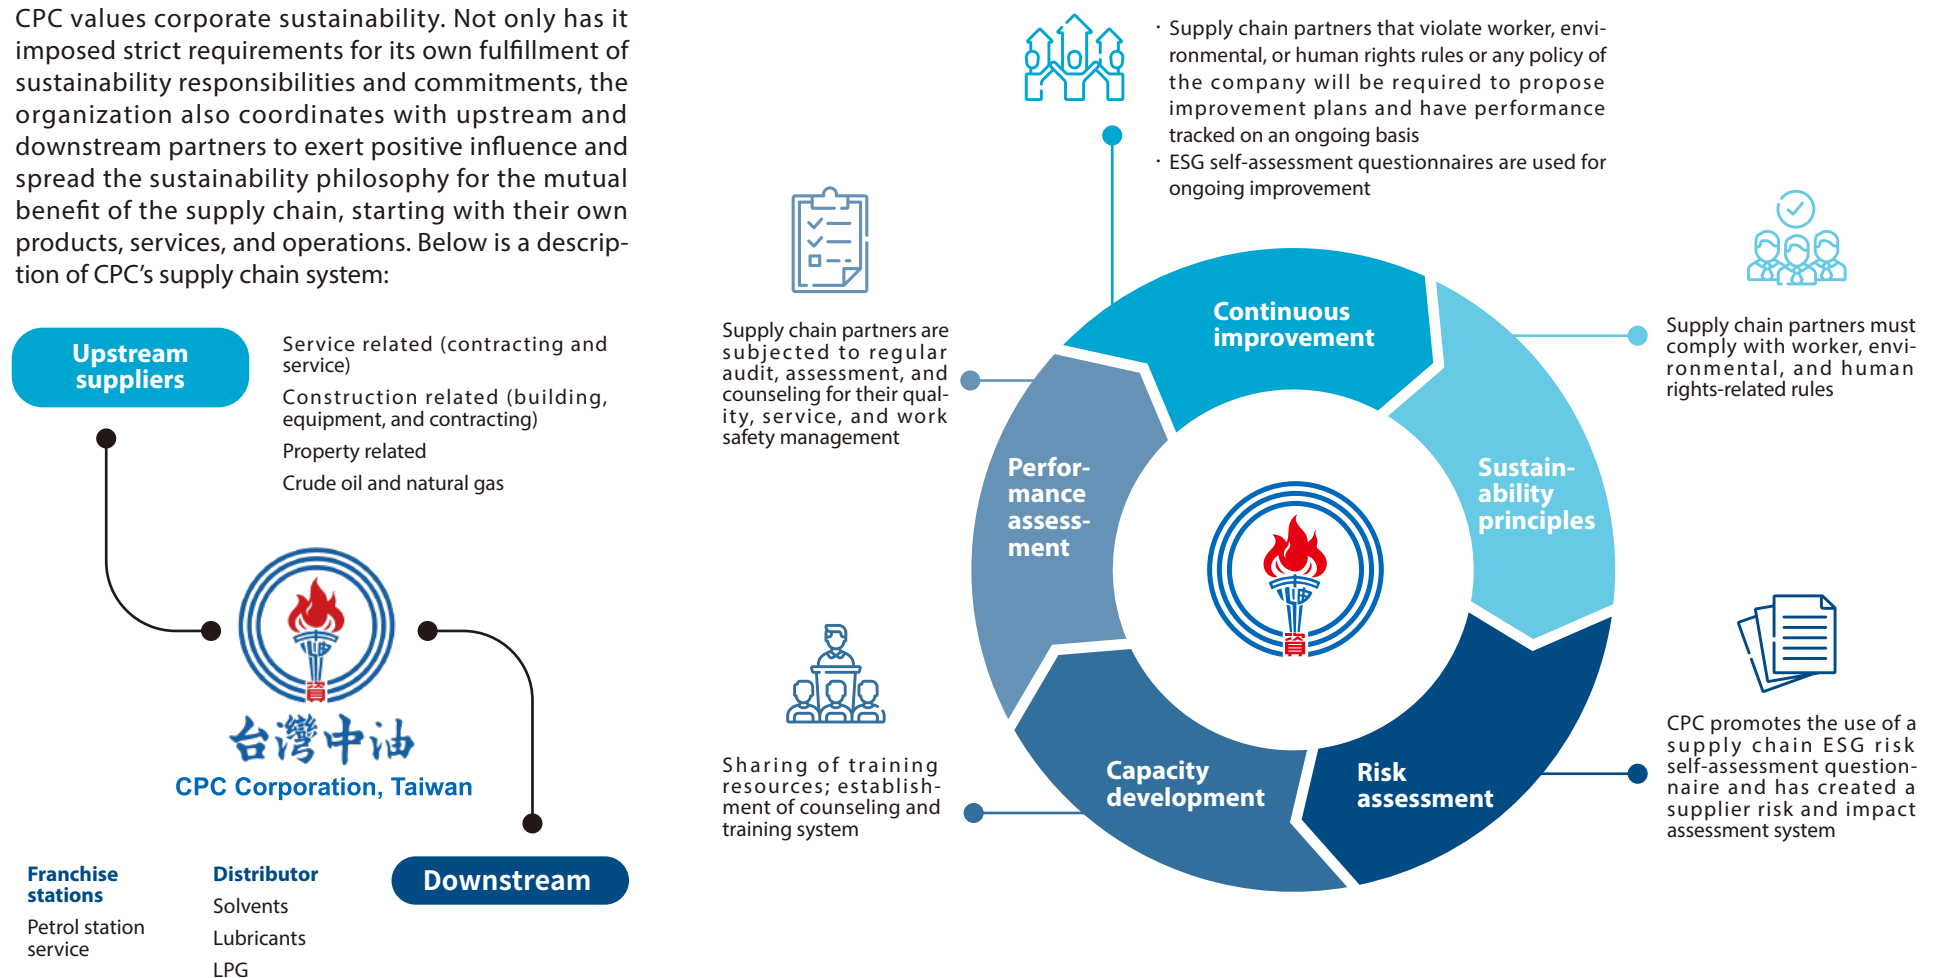 CPC values corporate sustainability. Not only has it
imposed strict requirements for its own fulfillment of
sustainability responsibilities and commitments, the
organization also coordinates with upstream and
downstream partners to exert positive influence and
spread the sustainability philosophy for the mutual
benefit of the supply chain, starting with their own
products, services, and operations. Below is a descrip-
tion of CPC's supply chain system:
Upstream
suppliers
Service related (contracting and
service)
Construction related (building,
equipment, and contracting)
Property related
Crude oil and natural gas
油
資
台灣中油
CPC Corporation, Taiwan
Franchise
stations
Petrol station
service
Distributor
Solvents
Lubricants
LPG
Downstream
· Supply chain partners that violate worker, envi-
ronmental, or human rights rules or any policy of
the company will be required to propose
improvement plans and have performance
tracked on an ongoing basis
· ESG self-assessment questionnaires are used for
ongoing improvement
Supply chain partners are
subjected to regular
audit, assessment, and
counseling for their qual-
ity, service, and work
safety management
Supply chain partners must
comply with worker, envi-
ronmental, and human
rights-related rules
Continuous
improvement
Sustain-
ability
principles
Perfor-
mance
assess-
ment
油
資
Sharing of training
resources; establish-
ment of counseling and
training system
Capacity
development
Risk
assessment
CPC promotes the use of a
supply chain ESG risk
self-assessment question-
naire and has created a
supplier risk and impact
assessment system